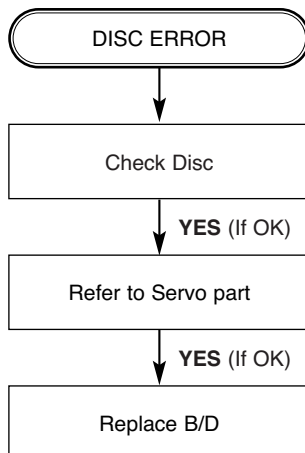 DISC ERROR
Check Disc
YES (If OK)
Refer to Servo part
YES (If OK)
Replace B/D